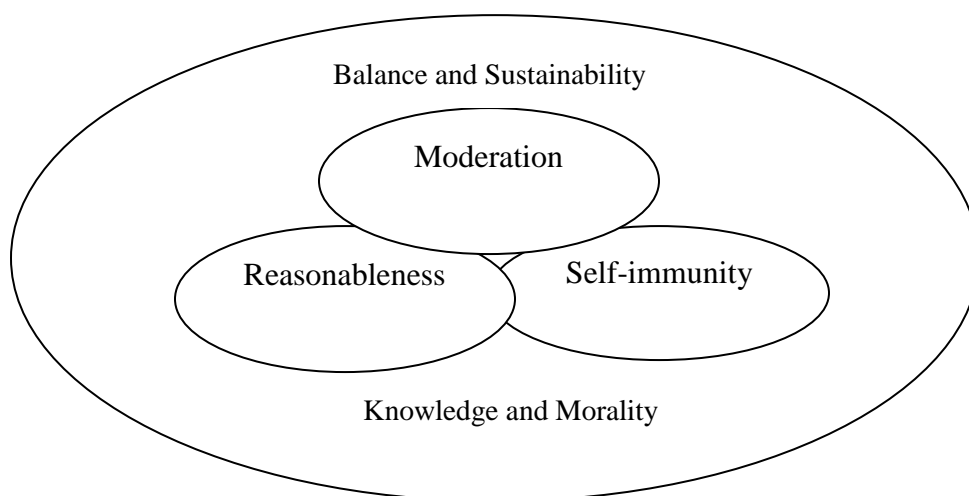 Balance and Sustainability
Moderation
Reasonableness
Self-immunity
Knowledge and Morality